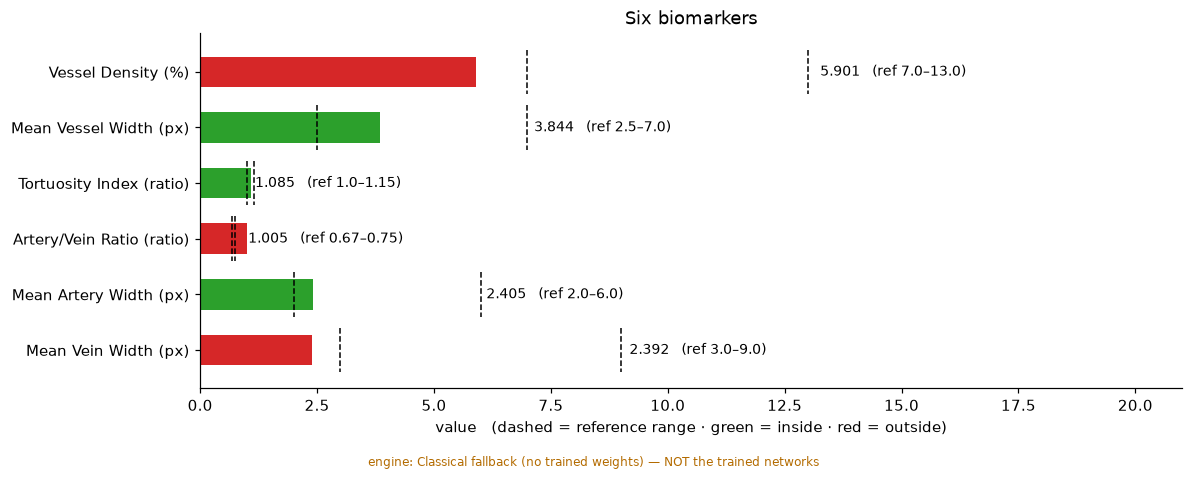 Six biomarkers
Vessel Density (%)
5.901   (ref 7.0–13.0)
Mean Vessel Width (px)
3.844   (ref 2.5–7.0)
Tortuosity Index (ratio)
1.085   (ref 1.0–1.15)
Artery/Vein Ratio (ratio)
1.005   (ref 0.67–0.75)
Mean Artery Width (px)
2.405   (ref 2.0–6.0)
Mean Vein Width (px)
2.392   (ref 3.0–9.0)
0.0 2.5 5.0 7.5 10.0 12.5 15.0 17.5 20.0
value   (dashed = reference range · green = inside · red = outside)
engine: Classical fallback (no trained weights) — NOT the trained networks